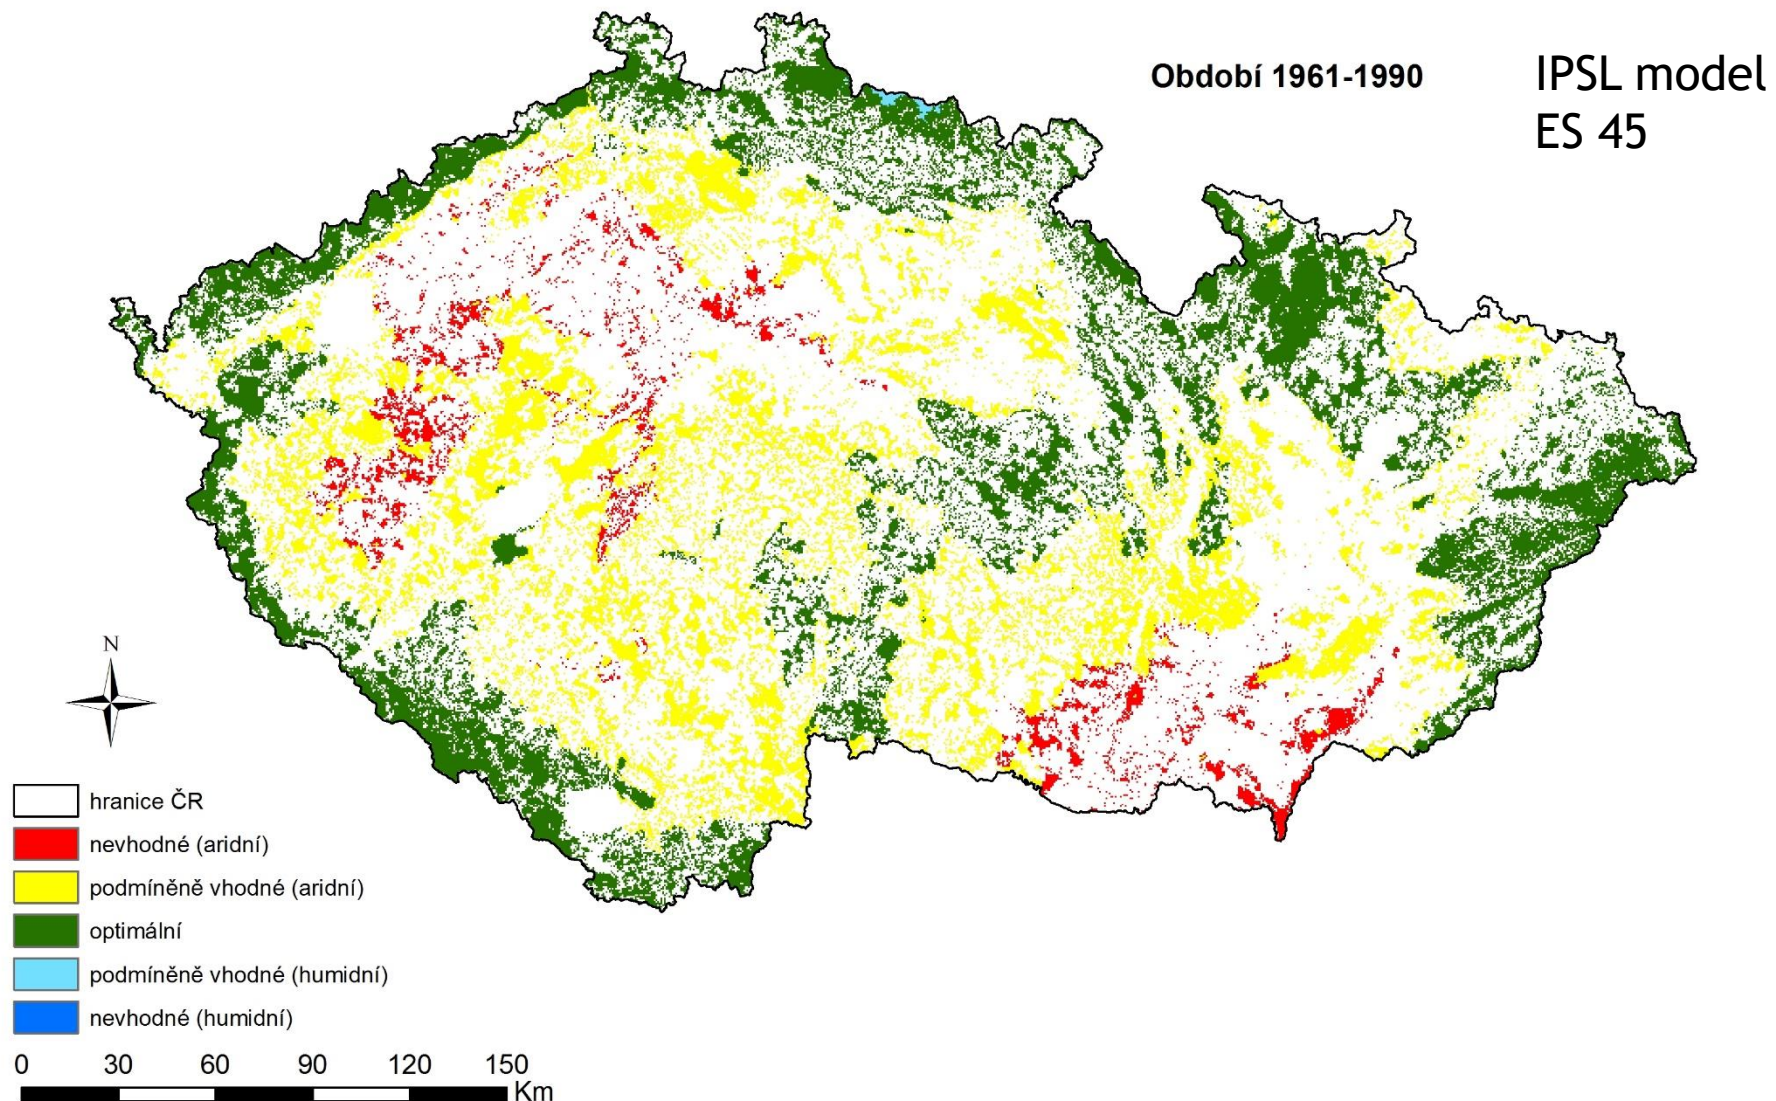 Období 1961-1990
IPSL model
ES 45
N
hranice ČR
nevhodné (aridní)
podmíněně vhodné (aridní)
optimální
podmíněně vhodné (humidní)
nevhodné (humidní)
0 30 60 90 120 150
Km